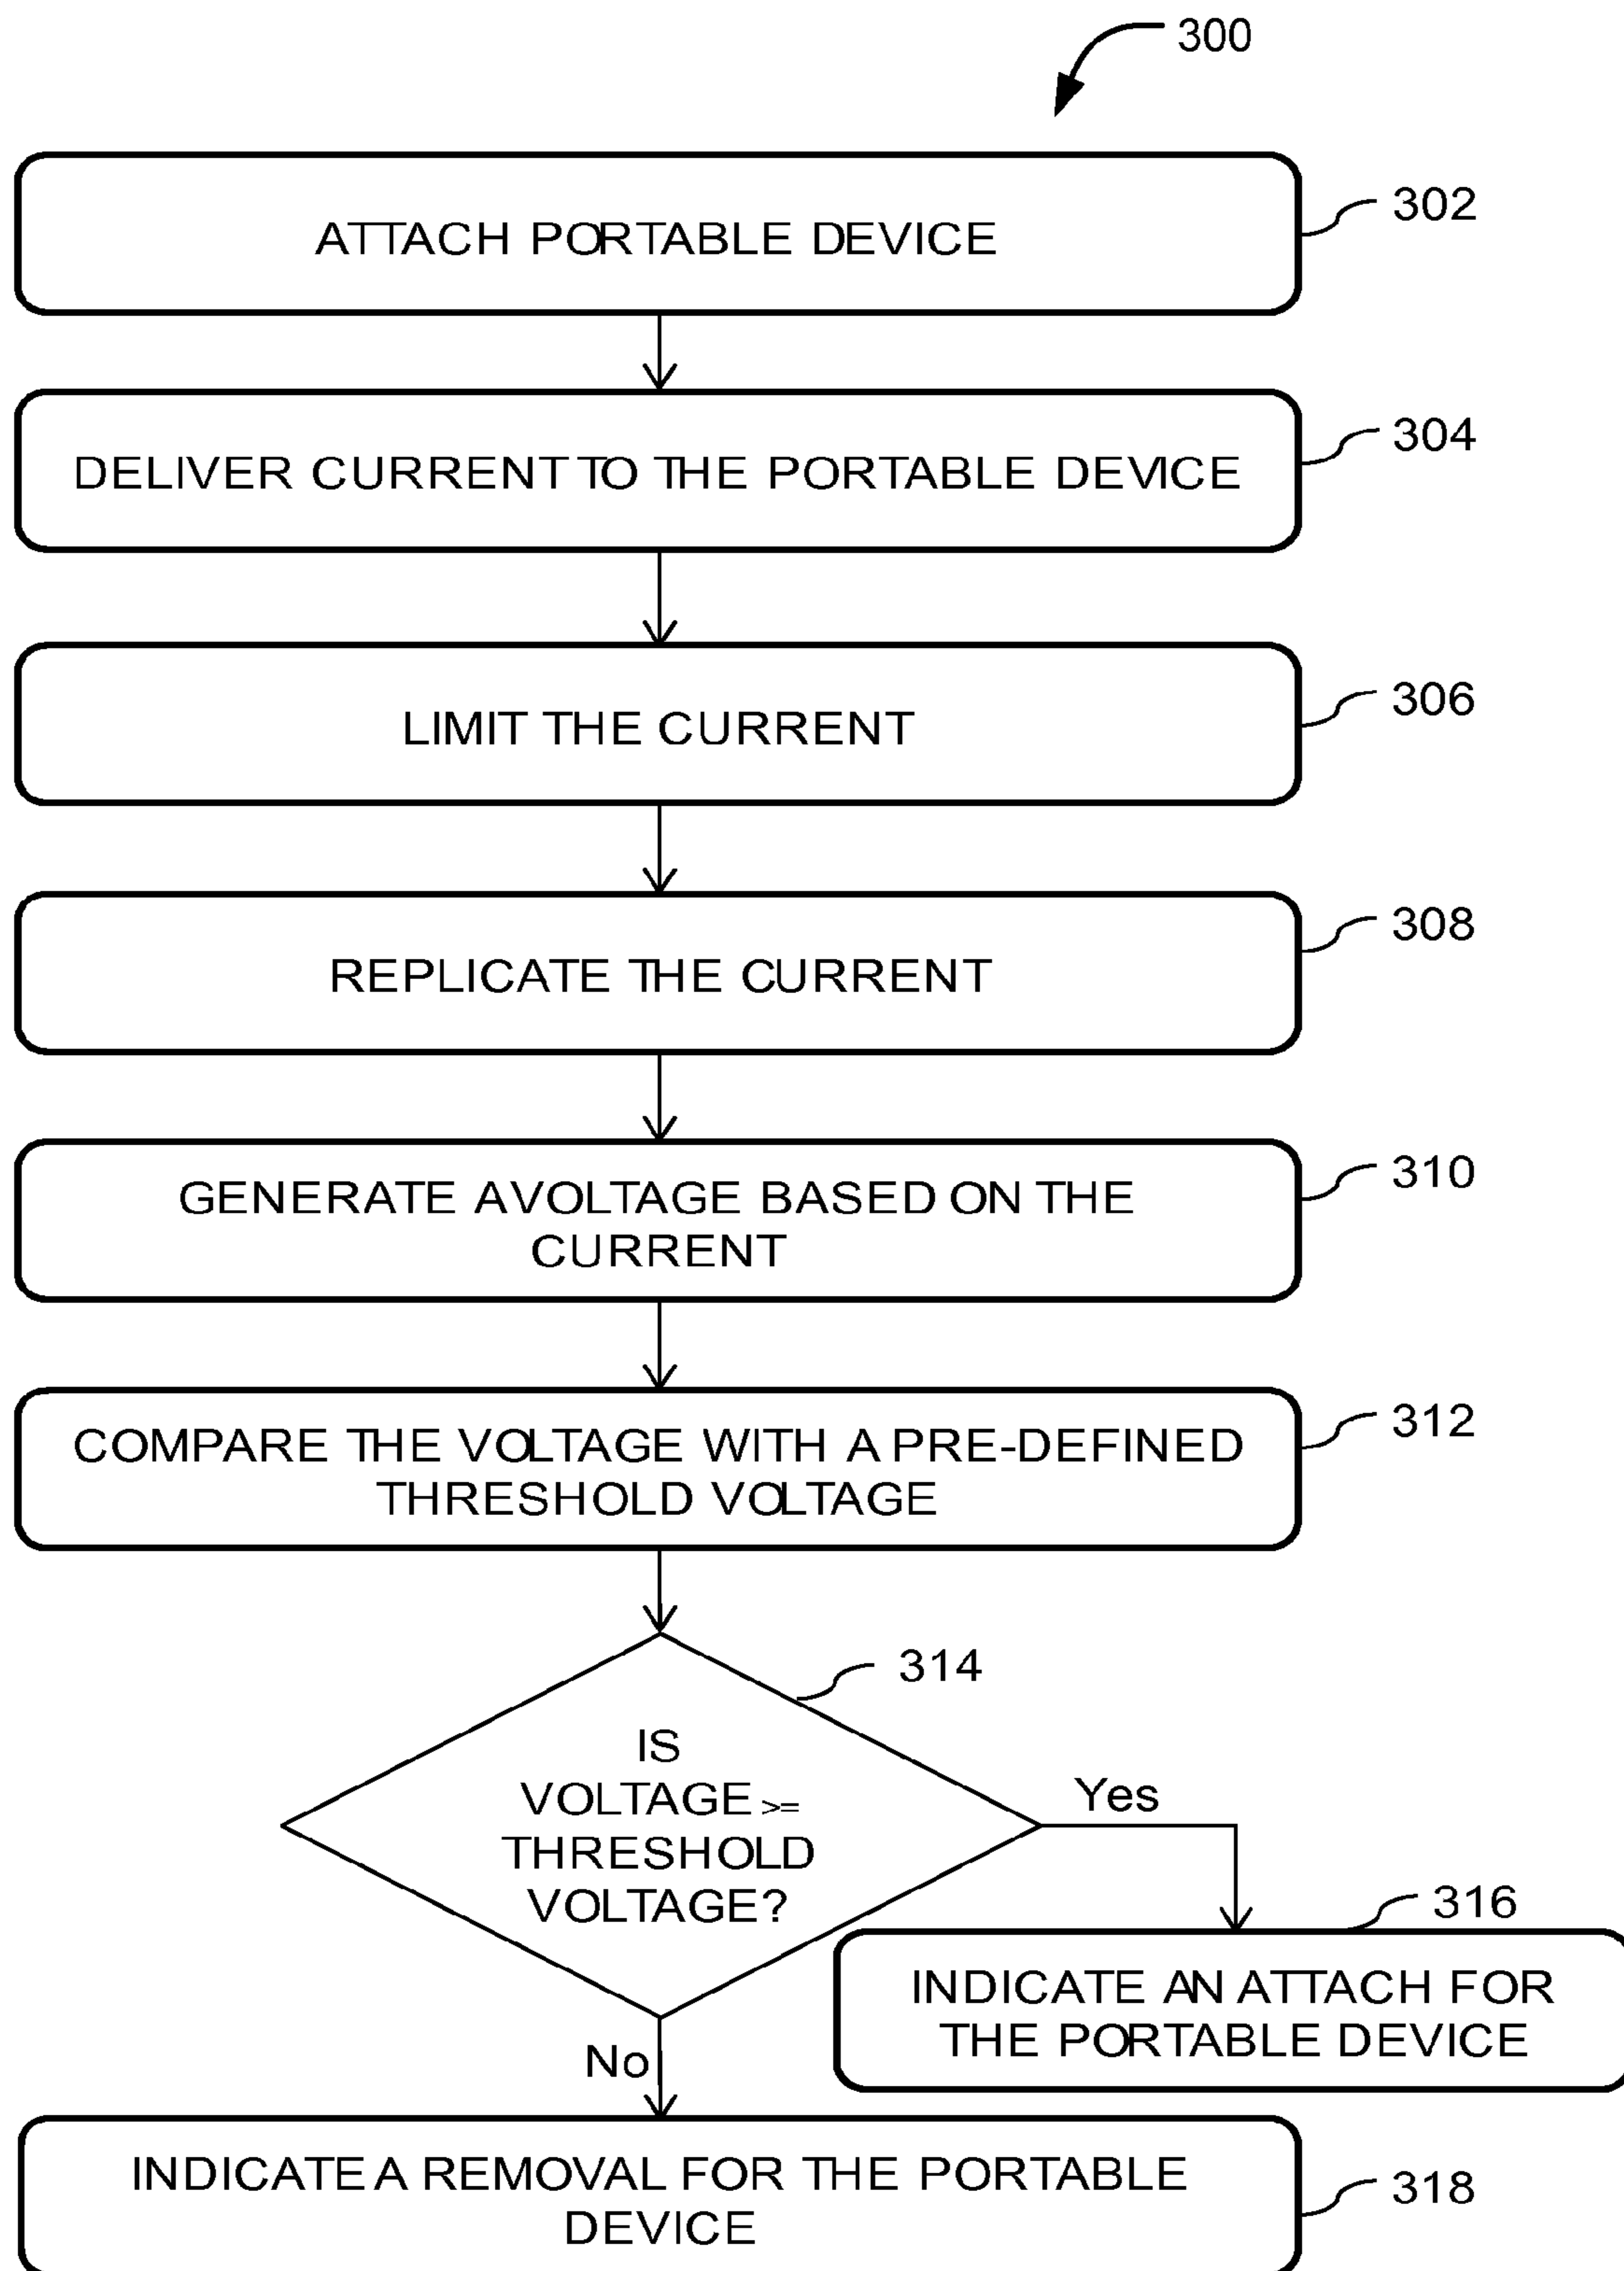 300
ATTACH PORTABLE DEVICE
302
DELIVER CURRENT TO THE PORTABLE DEVICE
304
LIMIT THE CURRENT
306
REPLICATE THE CURRENT
308
GENERATE AVOLTAGE BASED ON THE
CURRENT
310
COMPARE THE VOLTAGE WITH A PRE-DEFINED
THRESHOLD VOLTAGE
312
314
IS
VOLTAGE >=
THRESHOLD
VOLTAGE?
Yes
316
INDICATE AN ATTACH FOR
THE PORTABLE DEVICE
No
INDICATE A REMOVAL FOR THE PORTABLE
DEVICE
318